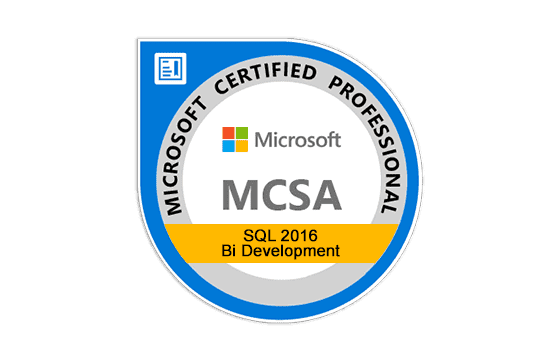 MICROSOFT CERTIFIED PROFESSIONAL
Microsoft
MCSA
SQL 2016
Bi Development